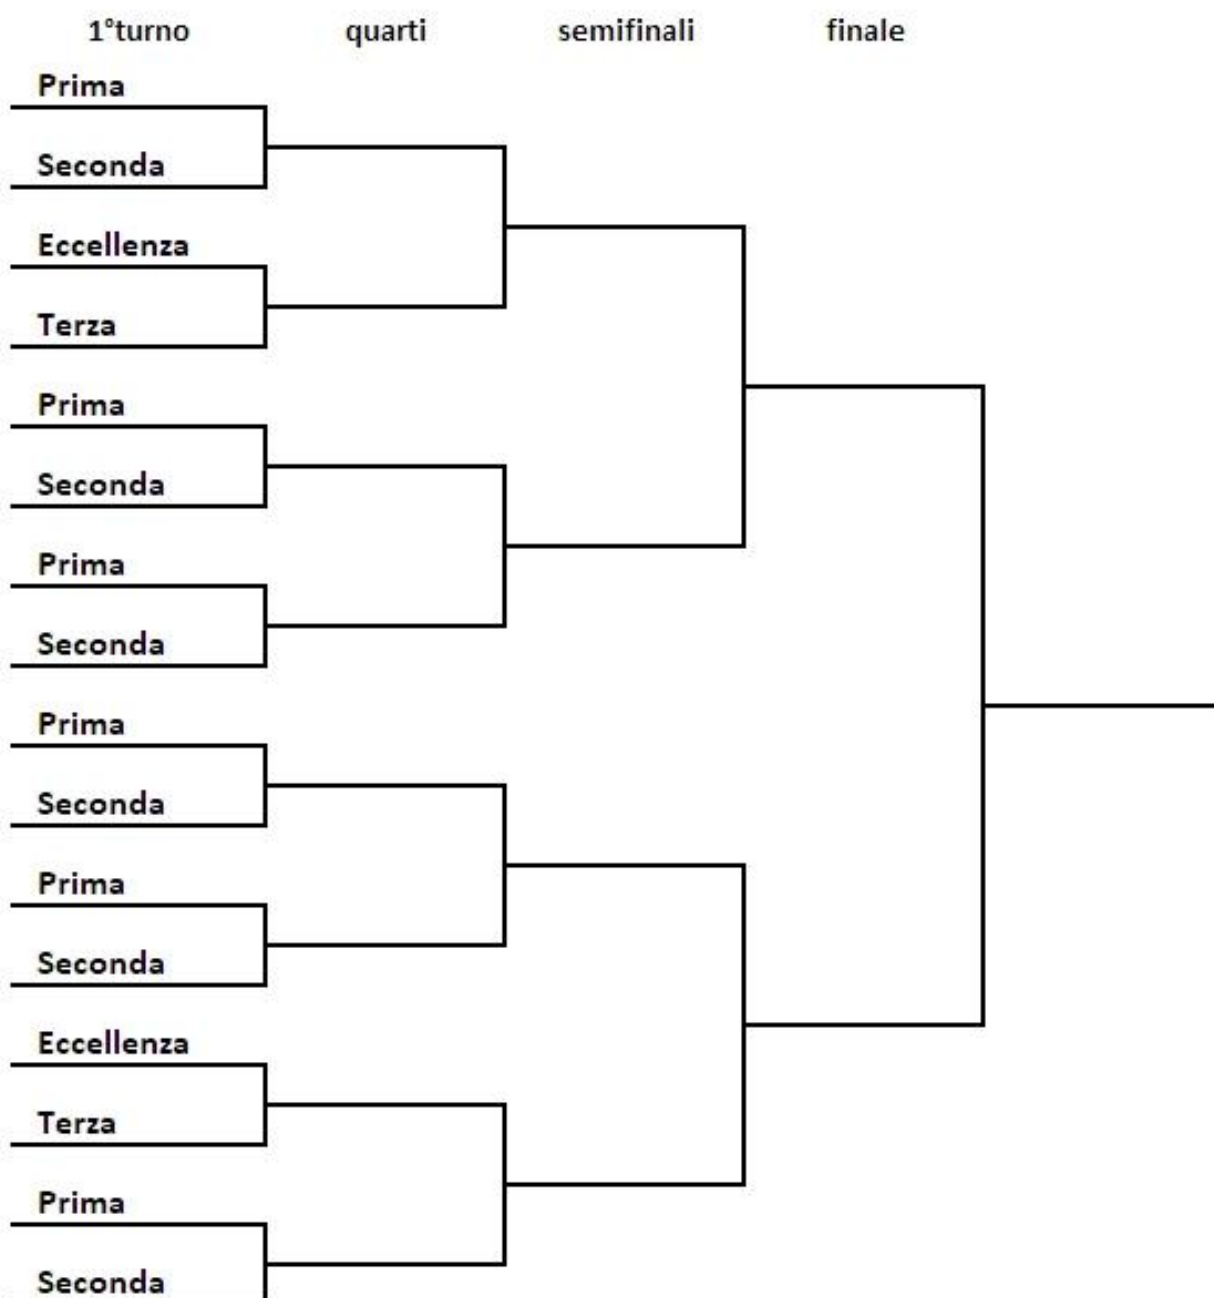 1°turno quarti semifinali finale
Prima
Seconda
Eccellenza
Terza
Prima
Seconda
Prima
Seconda
Prima
Seconda
Prima
Seconda
Eccellenza
Terza
Prima
Seconda